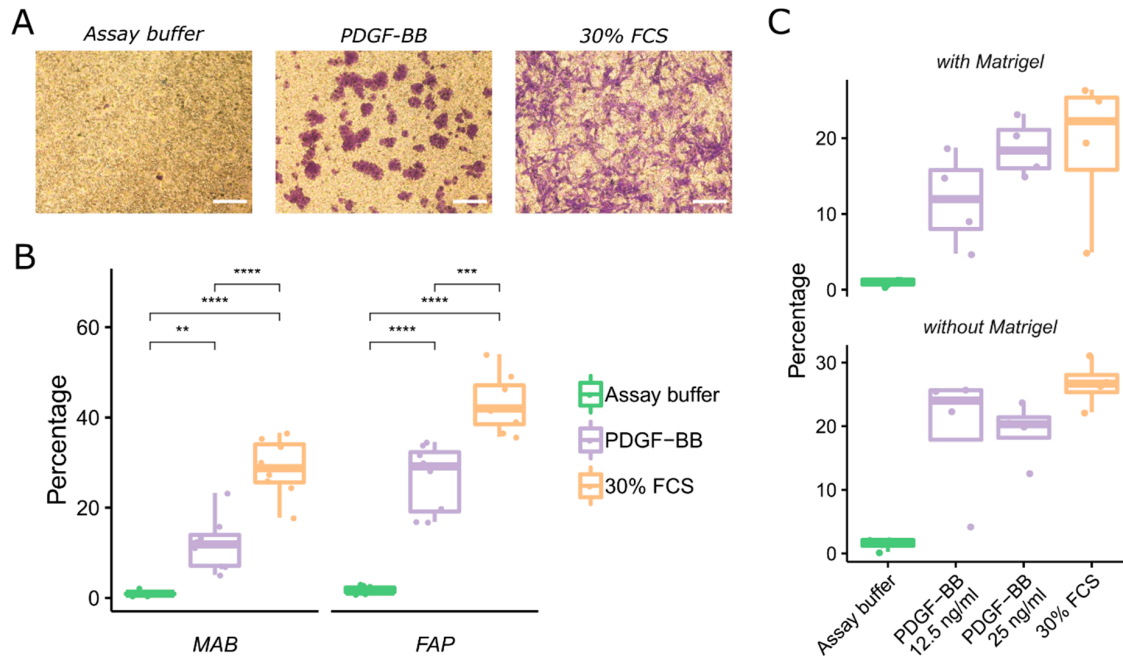 A
Assay buffer
PDGF-BB
30% FCS
B
Percentage
60
40
20
0
****
****
**
***
****
****
MAB
FAP
Assay buffer
PDGF-BB
30% FCS
C
Percentage
with Matrigel
20
10
0
without Matrigel
30
20
10
0
Assay buffer
PDGF-BB
12.5 ng/ml
PDGF-BB
25 ng/ml
30% FCS